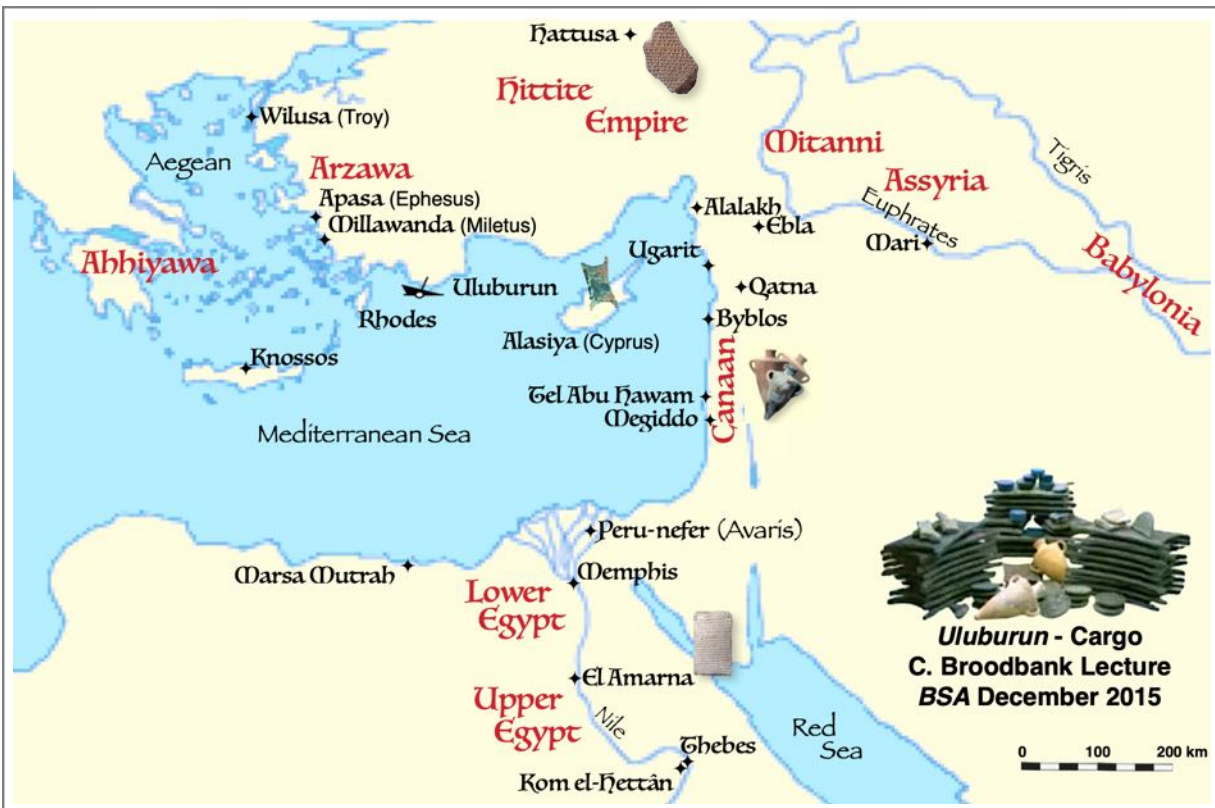 Hattusa
Hittite
Empire
Wilusa (Troy)
Mitanni
Tigris
Aegean
Arzawa
Assyria
Apasa (Ephesus)
Alalakh
Millawanda (Miletus)
Ebla
Euphrates
Mari
Ahhiyawa
Ugarit
Babylonia
Uluburun
Qatna
Rhodes
Byblos
Alasiya (Cyprus)
Knossos
Canaan
Tel Abu Hawam
Megiddo
Mediterranean Sea
Peru-nefer (Avaris)
Marsa Mutrah
Memphis
Lower
Egypt
Uluburun - Cargo
C. Broodbank Lecture
BSA December 2015
El Amarna
Upper
Egypt
Nile
Red
Sea
Thebes
Kom el-Hettân
0 100 200 km